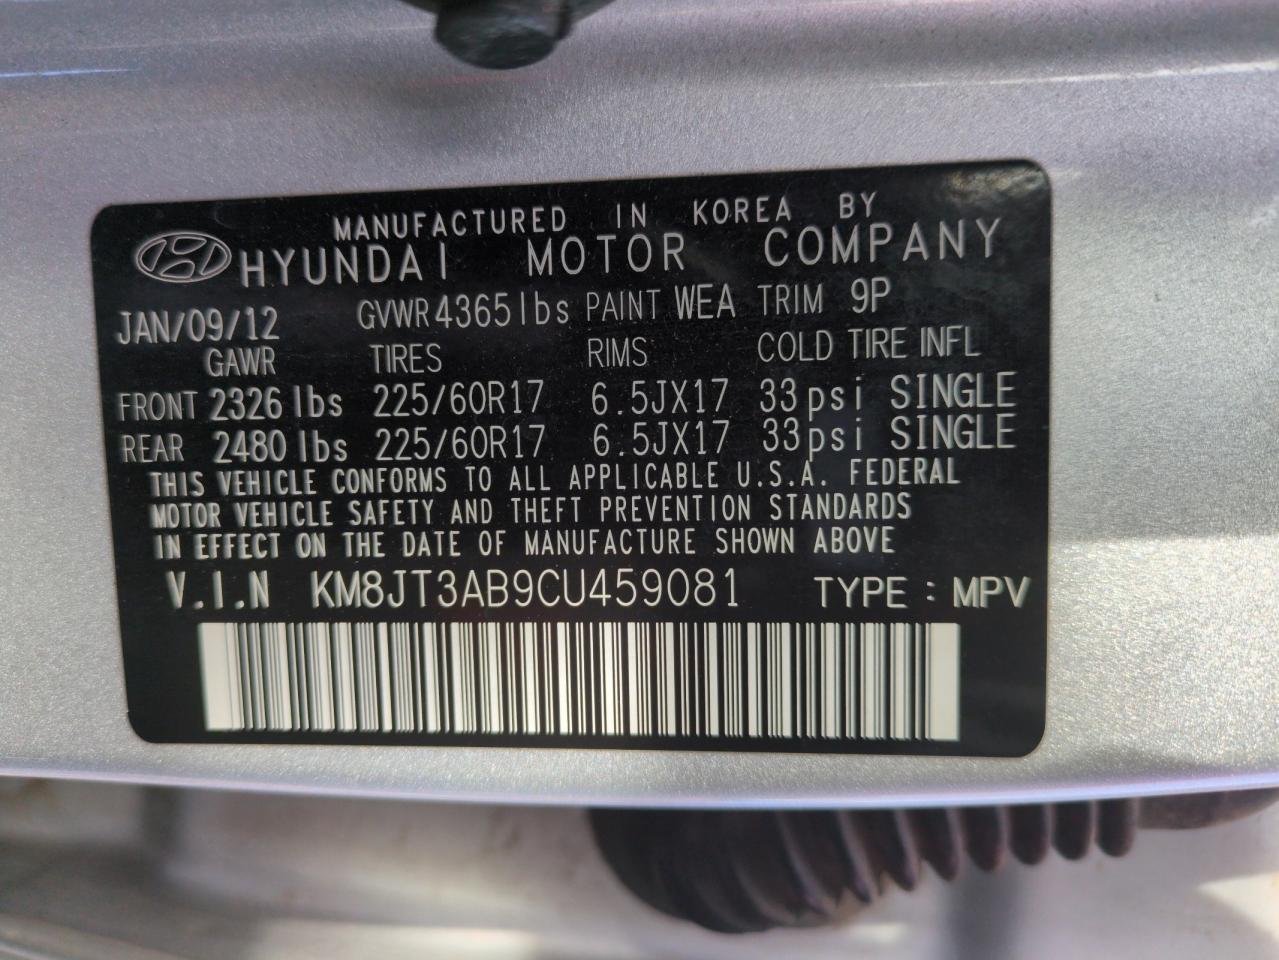 MANUFACTURED IN KOREA BY
HYUNDAI MOTOR COMPANY
JAN/09/12 GVWR 4365lbs PAINT WEA TRIM 9P
GAWR TIRES RIMS COLD TIRE INFL
FRONT 2326 lbs 225/60R17 6.5JX17 33psi SINGLE
REAR 2480 lbs 225/60R17 6.5JX17 33psi SINGLE
THIS VEHICLE CONFORMS TO ALL APPLICABLE U.S.A. FEDERAL
MOTOR VEHICLE SAFETY AND THEFT PREVENTION STANDARDS
IN EFFECT ON THE DATE OF MANUFACTURE SHOWN ABOVE
V.I.N KM8JT3AB9CU459081 TYPE : MPV